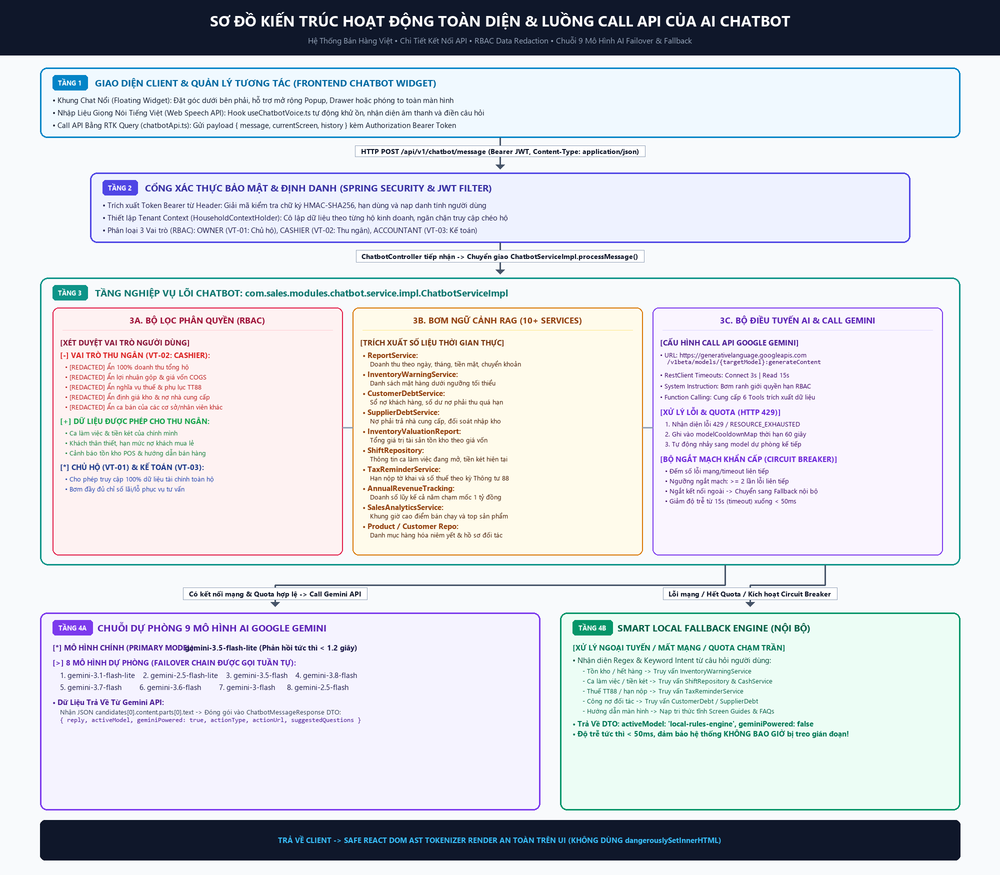 SƠ ĐỒ KIẾN TRÚC HOẠT ĐỘNG TOÀN DIỆN & LUỒNG CALL API CỦA AI CHATBOT
Hệ Thống Bán Hàng Việt • Chi Tiết Kết Nối API • RBAC Data Redaction • Chuỗi 9 Mô Hình AI Failover & Fallback
TẦNG 1 GIAO DIỆN CLIENT & QUẢN LÝ TƯƠNG TÁC (FRONTEND CHATBOT WIDGET)
• Khung Chat Nổi (Floating Widget): Đặt góc dưới bên phải, hỗ trợ mở rộng Popup, Drawer hoặc phóng to toàn màn hình
• Nhập Liệu Giọng Nói Tiếng Việt (Web Speech API): Hook useChatbotVoice.ts tự động khử ồn, nhận diện âm thanh và điền câu hỏi
• Call API Bằng RTK Query (chatbotApi.ts): Gửi payload { message, currentScreen, history } kèm Authorization Bearer Token
HTTP POST /api/v1/chatbot/message (Bearer JWT, Content-Type: application/json)
TẦNG 2 CỔNG XÁC THỰC BẢO MẬT & ĐỊNH DANH (SPRING SECURITY & JWT FILTER)
• Trích xuất Token Bearer từ Header: Giải mã kiểm tra chữ ký HMAC-SHA256, hạn dùng và nạp danh tính người dùng
• Thiết lập Tenant Context (HouseholdContextHolder): Cô lập dữ liệu theo từng hộ kinh doanh, ngăn chặn truy cập chéo hộ
• Phân loại 3 Vai trò (RBAC): OWNER (VT-01: Chủ hộ), CASHIER (VT-02: Thu ngân), ACCOUNTANT (VT-03: Kế toán)
ChatbotController tiếp nhận -> Chuyển giao ChatbotServiceImpl.processMessage()
TẦNG 3 TẦNG NGHIỆP VỤ LÕI CHATBOT: com.sales.modules.chatbot.service.impl.ChatbotServiceImpl
3A. BỘ LỌC PHÂN QUYỀN (RBAC)
[XÉT DUYỆT VAI TRÒ NGƯỜI DÙNG]
[-] VAI TRÒ THU NGÂN (VT-02: CASHIER):
• [REDACTED] Ẩn 100% doanh thu tổng hộ
• [REDACTED] Ẩn lợi nhuận gộp & giá vốn COGS
• [REDACTED] Ẩn nghĩa vụ thuế & phụ lục TT88
• [REDACTED] Ẩn định giá kho & nợ nhà cung cấp
• [REDACTED] Ẩn ca bán của các cơ sở/nhân viên khác
[+] DỮ LIỆU ĐƯỢC PHÉP CHO THU NGÂN:
• Ca làm việc & tiền két của chính mình
• Khách thân thiết, hạn mức nợ khách mua lẻ
• Cảnh báo tồn kho POS & hướng dẫn bán hàng
[*] CHỦ HỘ (VT-01) & KẾ TOÁN (VT-03):
• Cho phép truy cập 100% dữ liệu tài chính toàn hộ
• Bơm đầy đủ chỉ số lãi/lỗ phục vụ tư vấn
3B. BƠM NGỮ CẢNH RAG (10+ SERVICES)
[TRÍCH XUẤT SỐ LIỆU THỜI GIAN THỰC]
• ReportService:
Doanh thu theo ngày, tháng, tiền mặt, chuyển khoản
• InventoryWarningService:
Danh sách mặt hàng dưới ngưỡng tối thiểu
• CustomerDebtService:
Sổ nợ khách hàng, số dư nợ phải thu quá hạn
• SupplierDebtService:
Nợ phải trả nhà cung cấp, đối soát nhập kho
• InventoryValuationReport:
Tổng giá trị tài sản tồn kho theo giá vốn
• ShiftRepository:
Thông tin ca làm việc đang mở, tiền két hiện tại
• TaxReminderService:
Hạn nộp tờ khai và số thuế theo kỳ Thông tư 88
• AnnualRevenueTracking:
Doanh số lũy kế cả năm chạm mốc 1 tỷ đồng
• SalesAnalyticsService:
Khung giờ cao điểm bán chạy và top sản phẩm
• Product / Customer Repo:
Danh mục hàng hóa niêm yết & hồ sơ đối tác
3C. BỘ ĐIỀU TUYẾN AI & CALL GEMINI
[CẤU HÌNH CALL API GOOGLE GEMINI]
• URL: https://generativelanguage.googleapis.com
/v1beta/models/{targetModel}:generateContent
• RestClient Timeouts: Connect 3s | Read 15s
• System Instruction: Bơm ranh giới quyền hạn RBAC
• Function Calling: Cung cấp 6 Tools trích xuất dữ liệu
[XỬ LÝ LỖI & QUOTA (HTTP 429)]
1. Nhận diện lỗi 429 / RESOURCE_EXHAUSTED
2. Ghi vào modelCooldownMap thời hạn 60 giây
3. Tự động nhảy sang model dự phòng kế tiếp
[BỘ NGẮT MẠCH KHẨN CẤP (CIRCUIT BREAKER)]
• Đếm số lỗi mạng/timeout liên tiếp
• Ngưỡng ngắt mạch: >= 2 lần lỗi liên tiếp
• Ngắt kết nối ngoài -> Chuyển sang Fallback nội bộ
• Giảm độ trễ từ 15s (timeout) xuống < 50ms
Có kết nối mạng & Quota hợp lệ -> Call Gemini API
Lỗi mạng / Hết Quota / Kích hoạt Circuit Breaker
TẦNG 4A CHUỖI DỰ PHÒNG 9 MÔ HÌNH AI GOOGLE GEMINI
[*] MÔ HÌNH CHÍNH (PRIMARY MODEL): gemini-3.5-flash-lite (Phản hồi tức thì < 1.2 giây)
[>] 8 MÔ HÌNH DỰ PHÒNG (FAILOVER CHAIN ĐƯỢC GỌI TUẦN TỰ):
1. gemini-3.1-flash-lite 2. gemini-2.5-flash-lite 3. gemini-3.5-flash 4. gemini-3.8-flash
5. gemini-3.7-flash 6. gemini-3.6-flash 7. gemini-3-flash 8. gemini-2.5-flash
• Dữ Liệu Trả Về Từ Gemini API:
Nhận JSON candidates[0].content.parts[0].text -> Đóng gói vào ChatbotMessageResponse DTO:
{ reply, activeModel, geminiPowered: true, actionType, actionUrl, suggestedQuestions }
TẦNG 4B SMART LOCAL FALLBACK ENGINE (NỘI BỘ)
[XỬ LÝ NGOẠI TUYẾN / MẤT MẠNG / QUOTA CHẠM TRẦN]
• Nhận diện Regex & Keyword Intent từ câu hỏi người dùng:
- Tồn kho / hết hàng -> Truy vấn InventoryWarningService
- Ca làm việc / tiền két -> Truy vấn ShiftRepository & CashService
- Thuế TT88 / hạn nộp -> Truy vấn TaxReminderService
- Công nợ đối tác -> Truy vấn CustomerDebt / SupplierDebt
- Hướng dẫn màn hình -> Nạp tri thức tĩnh Screen Guides & FAQs
• Trả Về DTO: activeModel: 'local-rules-engine', geminiPowered: false
• Độ trễ tức thì < 50ms, đảm bảo hệ thống KHÔNG BAO GIỜ bị treo gián đoạn!
TRẢ VỀ CLIENT -> SAFE REACT DOM AST TOKENIZER RENDER AN TOÀN TRÊN UI (KHÔNG DÙNG dangerouslySetInnerHTML)